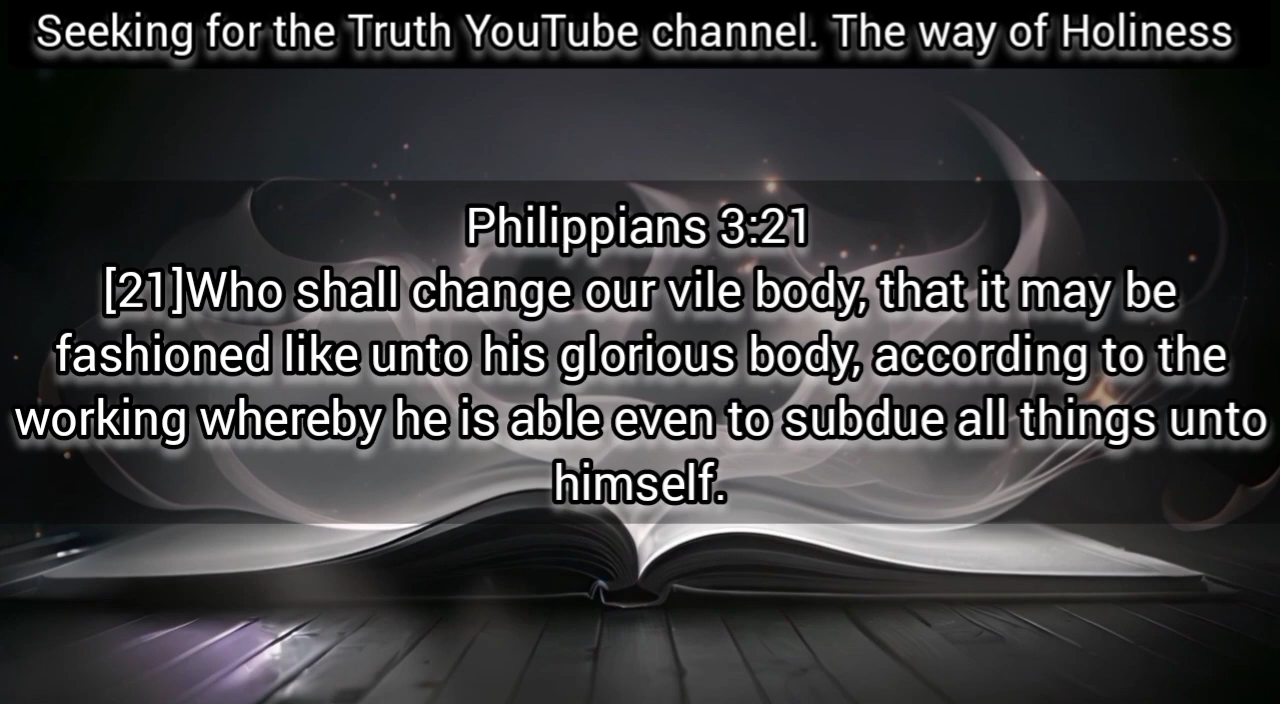 Seeking for the Truth YouTube channel. The way of Holiness
Philippians 3:21
[21]Who shall change our vile body, that it may be
fashioned like unto his glorious body, according to the
working whereby he is able even to subdue all things unto
himself.